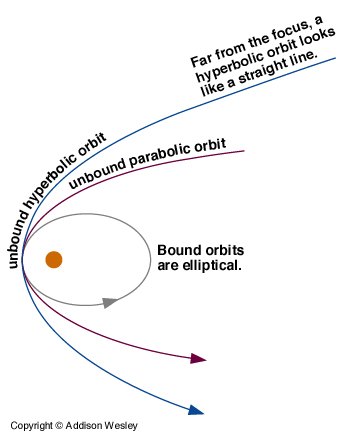 Far from the focus, a
hyperbolic orbit looks
like a straight line.
unbound hyperbolic orbit
unbound parabolic orbit
Bound orbits
are elliptical.
Copyright © Addison Wesley